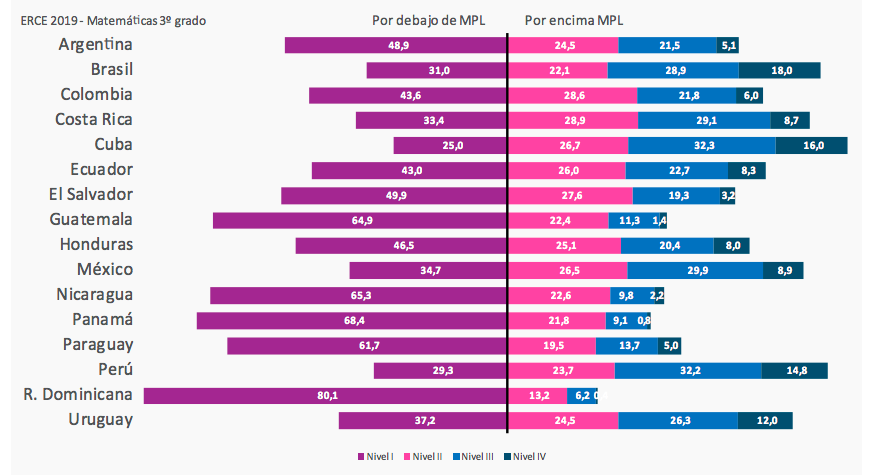 ERCE 2019 - Matemáticas 3º grado Por debajo de MPL Por encima MPL
Argentina 48,9 24,5 21,5 5,1
Brasil 31,0 22,1 28,9 18,0
Colombia 43,6 28,6 21,8 6,0
Costa Rica 33,4 28,9 29,1 8,7
Cuba 25,0 26,7 32,3 16,0
Ecuador 43,0 26,0 22,7 8,3
El Salvador 49,9 27,6 19,3 3,2
Guatemala 64,9 22,4 11,3 1,4
Honduras 46,5 25,1 20,4 8,0
México 34,7 26,5 29,9 8,9
Nicaragua 65,3 22,6 9,8 2,2
Panamá 68,4 21,8 9,1 0,8
Paraguay 61,7 19,5 13,7 5,0
Perú 29,3 23,7 32,2 14,8
R. Dominicana 80,1 13,2 6,2
Uruguay 37,2 24,5 26,3 12,0
Nivel I Nivel II Nivel III Nivel IV